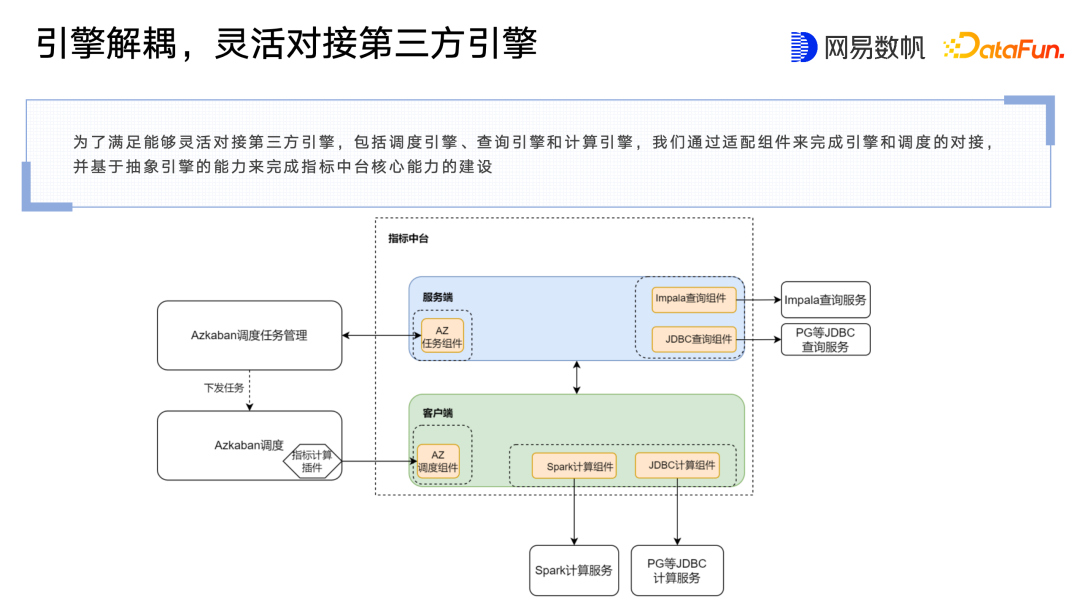 引擎解耦，灵活对接第三方引擎
网易数帆
DataFun.
为了满足能够灵活对接第三方引擎，包括调度引擎、查询引擎和计算引擎，我们通过适配组件来完成引擎和调度的对接，
并基于抽象引擎的能力来完成指标中台核心能力的建设
指标中台
服务端
Impala查询组件
Impala查询服务
AZ
任务组件
Azkaban调度任务管理
JDBC查询组件
PG等JDBC
查询服务
下发任务
客户端
Azkaban调度
指标计算
插件
AZ
调度组件
Spark计算组件
JDBC计算组件
Spark计算服务
PG等JDBC
计算服务